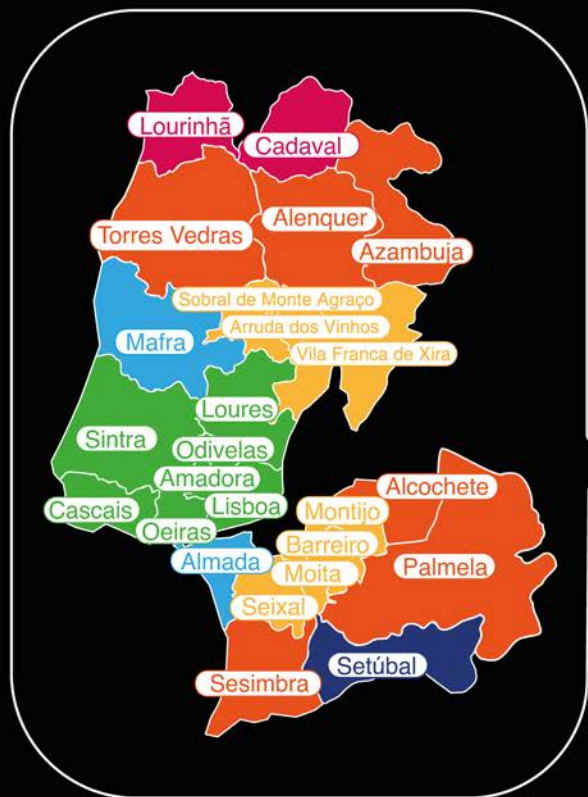 Lourinhã
Cadaval
Alenquer
Torres Vedras
Azambuja
Sobral de Monte Agraço
Arruda dos Vinhos
Mafra
Vila Franca de Xira
Loures
Sintra
Odivelas
Amadora
Cascais
Lisboa
Oeiras
Alcochete
Montijo
Barreiro
Almada
Moita
Palmela
Seixal
Setúbal
Sesimbra